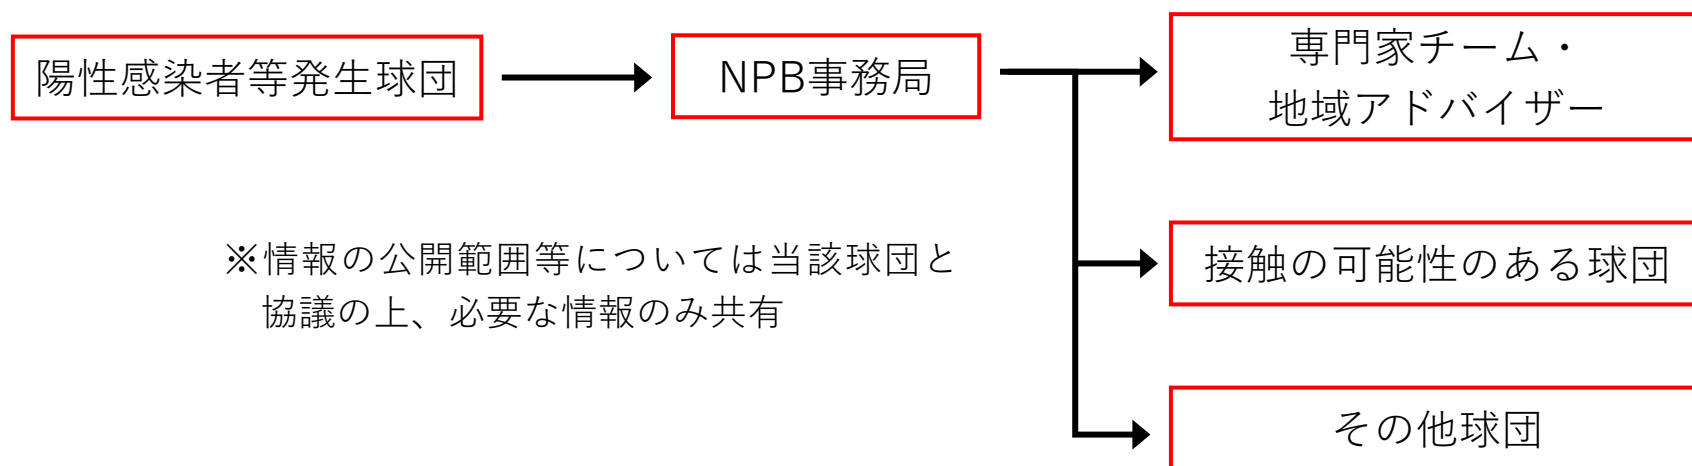 陽性感染者等発生球団
NPB事務局
専門家チーム・
地域アドバイザー
※情報の公開範囲等については当該球団と
協議の上、必要な情報のみ共有
接触の可能性のある球団
その他球団